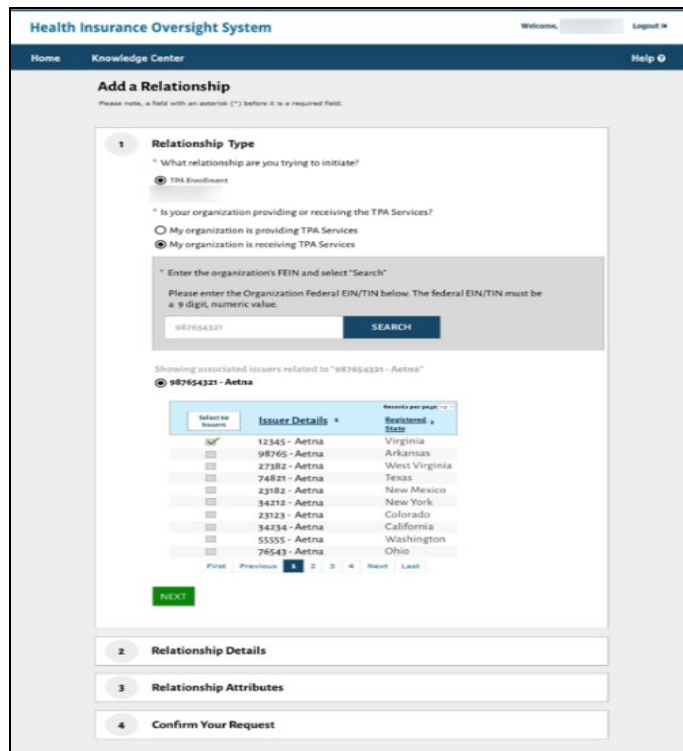 Health Insurance Oversight System
Welcome,
Logout
Home
Knowledge Center
Help
Add a Relationship
Please note, a field with an asterisk (*) before it is a required field.
1 Relationship Type
* What relationship are you trying to initiate?
TPA Enrollment
* Is your organization providing or receiving the TPA Services?
My organization is providing TPA Services
My organization is receiving TPA Services
* Enter the organization's FEIN and select "Search"
Please enter the Organization Federal EIN/TIN below. The federal EIN/TIN must be
a 9 digit, numeric value.
987654321 SEARCH
Showing associated issuers related to "987654321 - Aetna"
987654321 - Aetna
Records per page 10
Select 10 Issuers
Issuer Details
Registered State
12345 - Aetna Virginia
98765 - Aetna Arkansas
27382 - Aetna West Virginia
74821 - Aetna Texas
23182 - Aetna New Mexico
34212 - Aetna New York
23123 - Aetna Colorado
34234 - Aetna California
55555 - Aetna Washington
76543 - Aetna Ohio
First Previous 1 2 3 4 Next Last
NEXT
2 Relationship Details
3 Relationship Attributes
4 Confirm Your Request